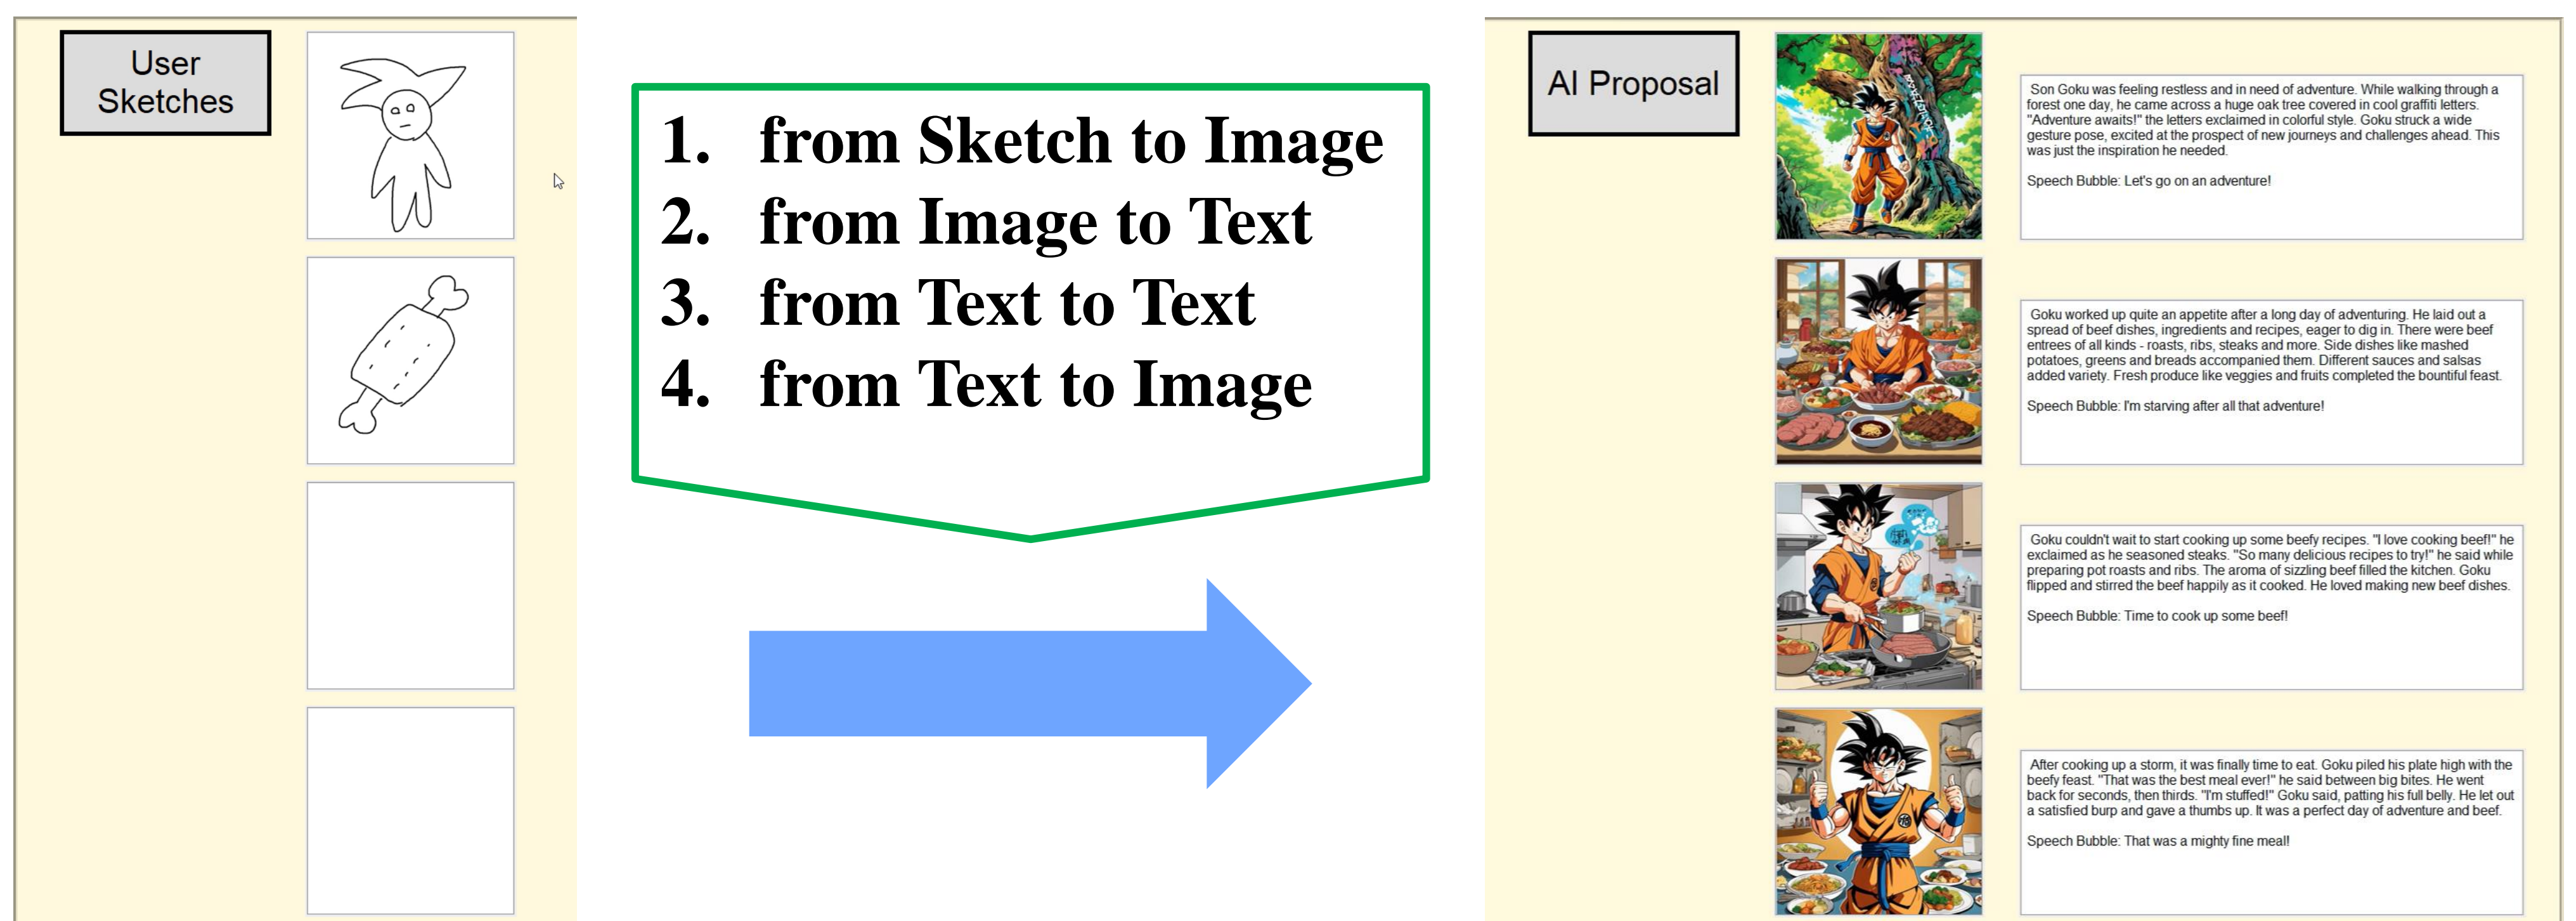 User
Sketches
1. from Sketch to Image
2. from Image to Text
3. from Text to Text
4. from Text to Image
AI Proposal
Son Goku was feeling restless and in need of adventure. While walking through a
forest one day, he came across a huge oak tree covered in cool graffiti letters.
"Adventure awaits!" the letters exclaimed in colorful style. Goku struck a wide
gesture pose, excited at the prospect of new journeys and challenges ahead. This
was just the inspiration he needed.
Speech Bubble: Let's go on an adventure!
Goku worked up quite an appetite after a long day of adventuring. He laid out a
spread of beef dishes, ingredients and recipes, eager to dig in. There were beef
entrees of all kinds - roasts, ribs, steaks and more. Side dishes like mashed
potatoes, greens and breads accompanied them. Different sauces and salsas
added variety. Fresh produce like veggies and fruits completed the bountiful feast.
Speech Bubble: I'm starving after all that adventure!
Goku couldn't wait to start cooking up some beefy recipes. "I love cooking beef!" he
exclaimed as he seasoned steaks. "So many delicious recipes to try!" he said while
preparing pot roasts and ribs. The aroma of sizzling beef filled the kitchen. Goku
flipped and stirred the beef happily as it cooked. He loved making new beef dishes.
Speech Bubble: Time to cook up some beef!
After cooking up a storm, it was finally time to eat. Goku piled his plate high with the
beefy feast. "That was the best meal ever!" he said between big bites. He went
back for seconds, then thirds. "I'm stuffed!" Goku said, patting his full belly. He let out
a satisfied burp and gave a thumbs up. It was a perfect day of adventure and beef.
Speech Bubble: That was a mighty fine meal!